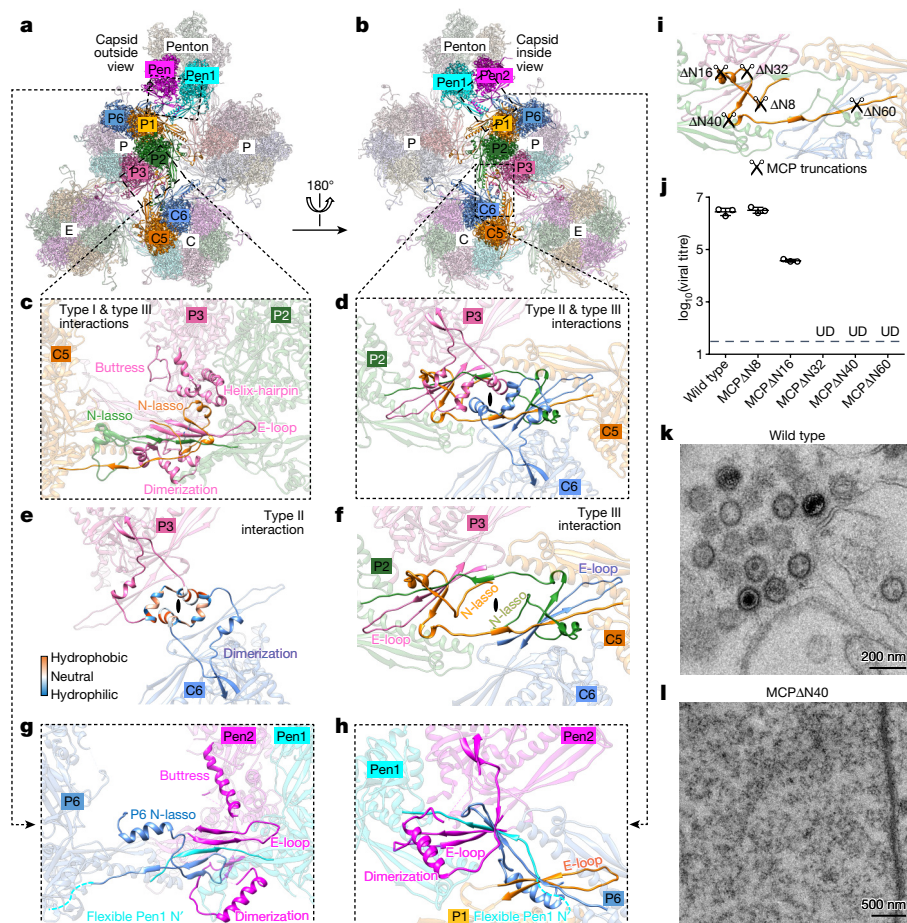 a
Capsid
outside
view
Penton
Pen
Pen1
P6
P1
P
P2
P
P3
C6
E
C5
C
E
180°
b
Capsid
inside
view
Penton
Pen1
Pen2
P1
P6
P
P2
P
P3
C6
E
C5
C
E
c
Type I & type III
interactions
P3
P2
C5
Buttress
Helix-hairpin
N-lasso
N-lasso
E-loop
Dimerization
d
Type II & type III
interactions
P3
P2
C5
C6
e
Type II
interaction
P3
Hydrophobic
Neutral
Hydrophilic
Dimerization
C6
f
Type III
interaction
P3
P2
E-loop
N-lasso
N-lasso
E-loop
C5
C6
g
Pen2
Pen1
Buttress
P6
P6 N-lasso
E-loop
Flexible Pen1 N′
Dimerization
h
Pen2
Pen1
E-loop
Dimerization
E-loop
P6
P1
Flexible Pen1 N′
i
ΔN16
ΔN32
ΔN8
ΔN40
ΔN60
MCP truncations
j
log10(viral titre)
7
5
3
1
UD
UD
UD
Wild type
MCPΔN8
MCPΔN16
MCPΔN32
MCPΔN40
MCPΔN60
k
Wild type
200 nm
l
MCPΔN40
500 nm